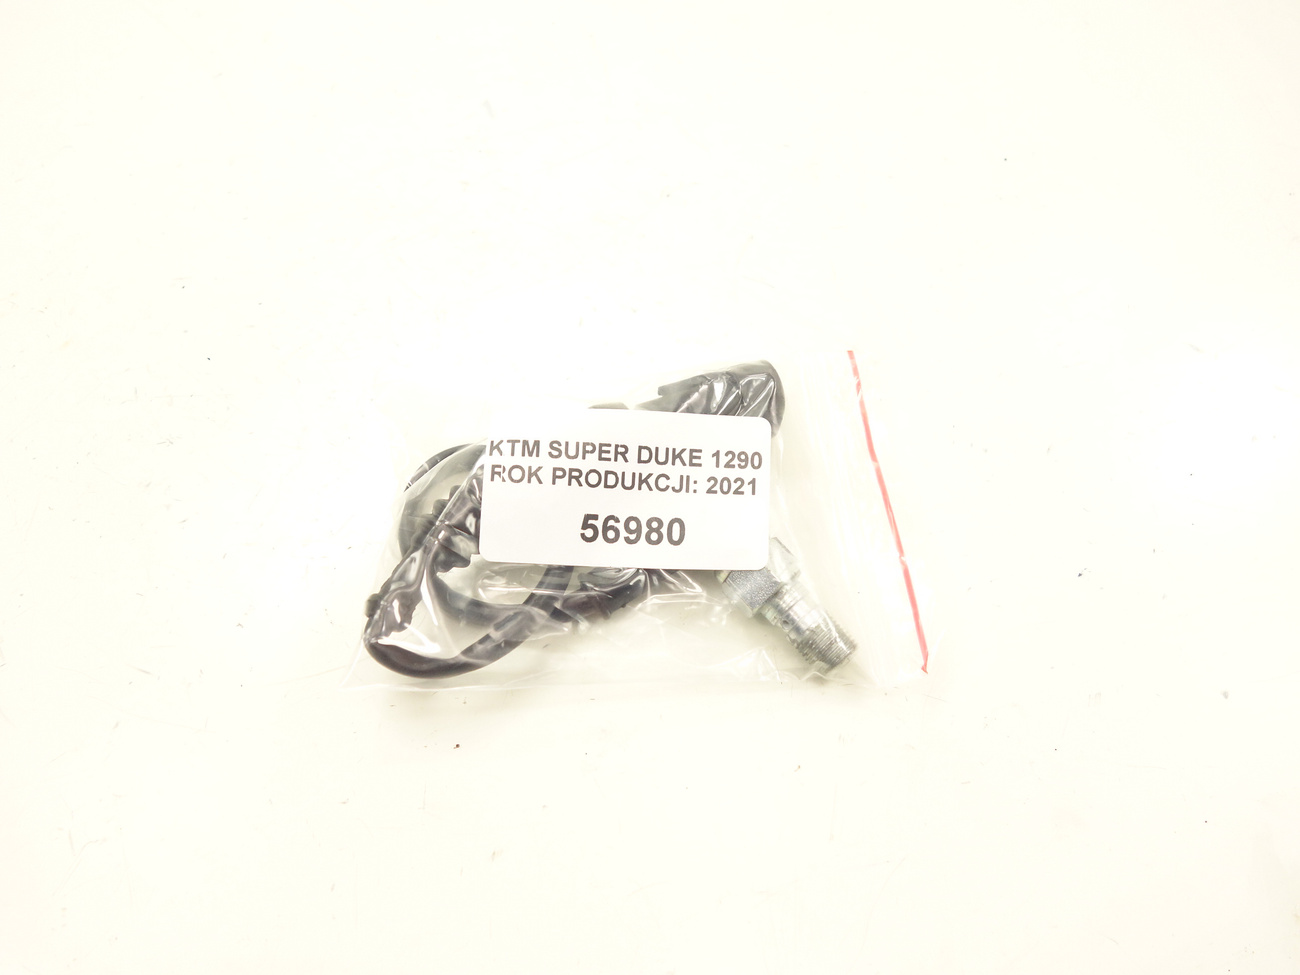 KTM SUPER DUKE 1290
ROK PRODUKCJI: 2021
56980